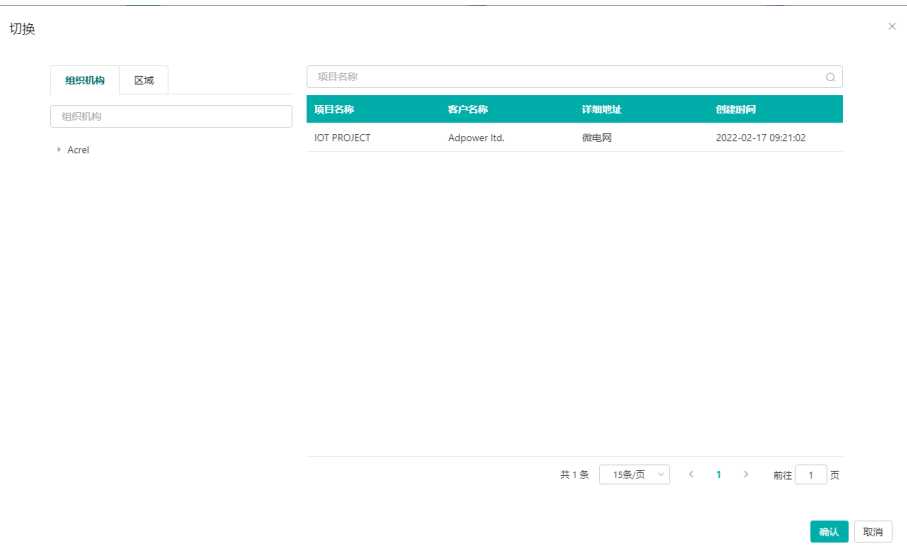 切换
组织机构 区域
组织机构
Acrel
项目名称
项目名称 客户名称 详细地址 创建时间
IOT PROJECT Adpower ltd. 微电网 2022-02-17 09:21:02
共 1 条 15条/页 1 前往 1 页
确认 取消